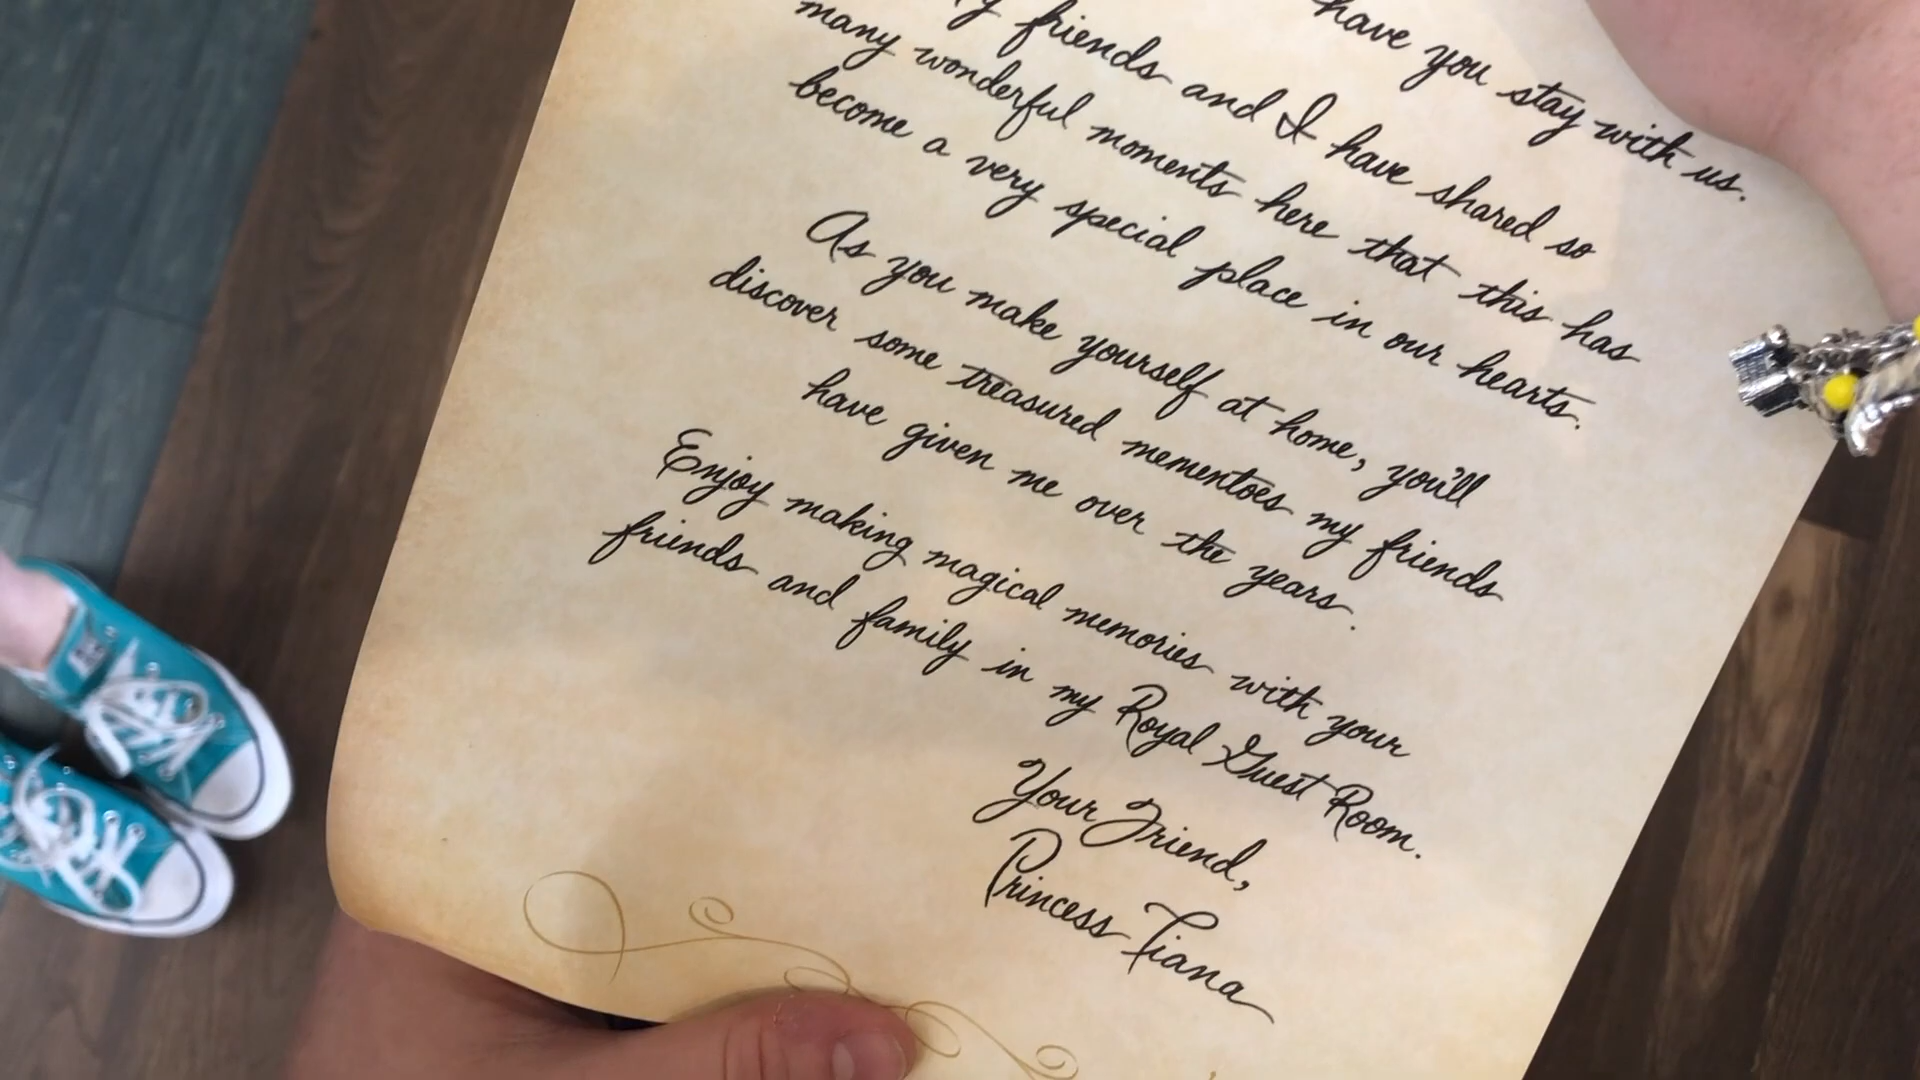 have you stay with us.
friends and I have shared so
many wonderful moments here that this has
become a very special place in our hearts.
As you make yourself at home, you'll
discover some treasured mementoes my friends
have given me over the years.
Enjoy making magical memories with your
friends and family in my Royal Guest Room.
Your Friend,
Princess Tiana